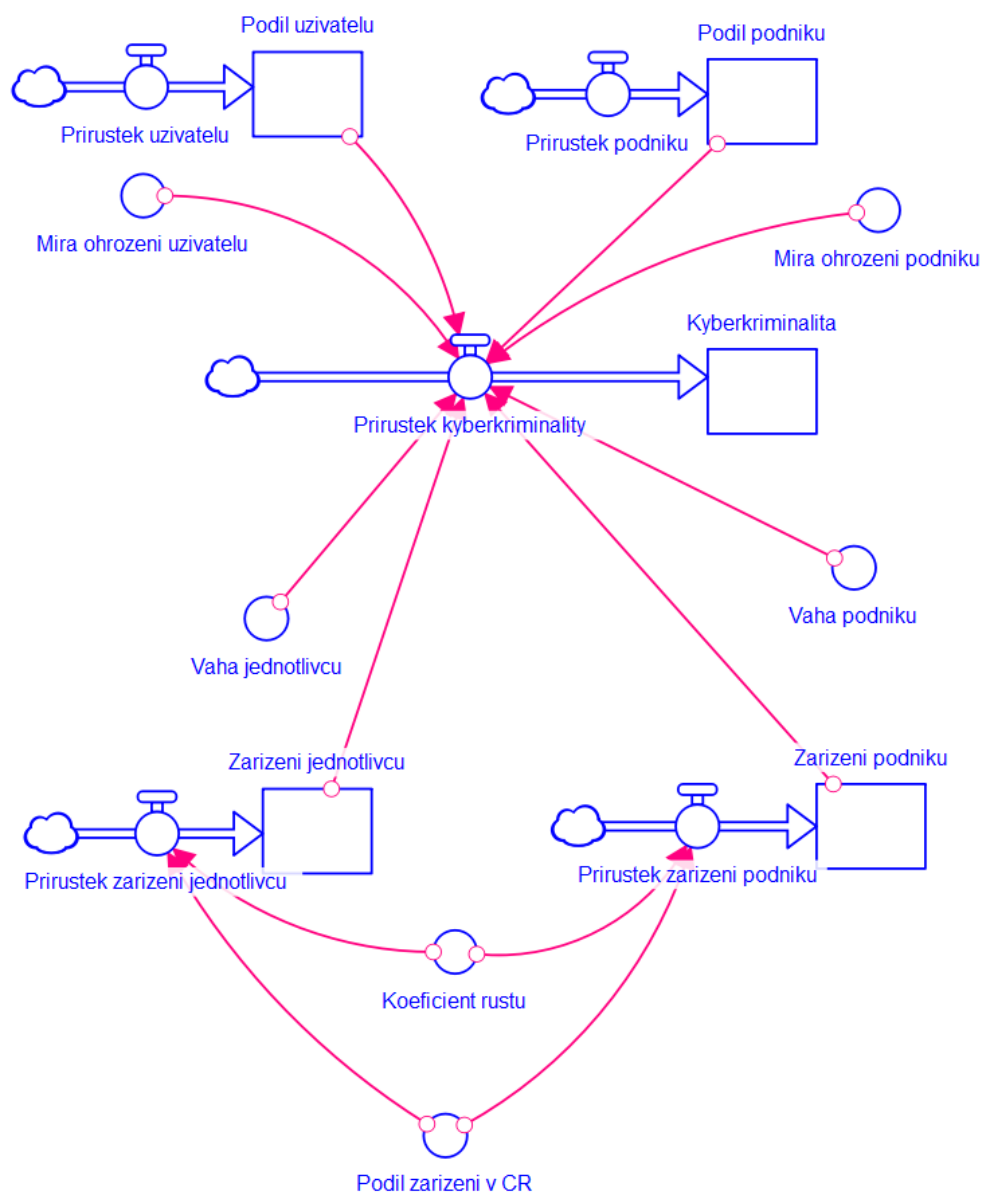 Podil uzivatelu
Podil podniku
Prirustek uzivatelu
Prirustek podniku
Mira ohrozeni uzivatelu
Mira ohrozeni podniku
Kyberkriminalita
Prirustek kyberkriminality
Vaha podniku
Vaha jednotlivcu
Zarizeni jednotlivcu
Zarizeni podniku
Prirustek zarizeni jednotlivcu
Prirustek zarizeni podniku
Koeficient rustu
Podil zarizeni v CR